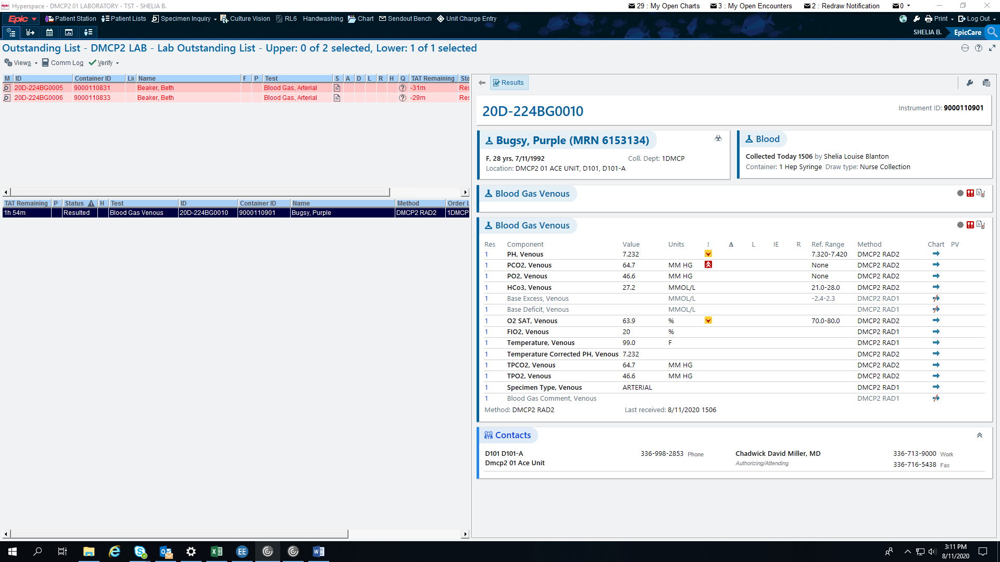 Epic Hyperspace - DMCP2 01 LABORATORY - TST - SHELIA B. 29 : My Open Charts 3 : My Open Encounters 2 : Redraw Notification 0
Epic Patient Station Patient Lists Specimen Inquiry Culture Vision RL6 Handwashing Chart Sendout Bench Unit Charge Entry Print Log Out
SHELIA B. EpicCare
Outstanding List - DMCP2 LAB - Lab Outstanding List - Upper: 0 of 2 selected, Lower: 1 of 1 selected
Views Comm Log Verify
M ID Container ID Lin Name F P Test S A D L R H Q TAT Remaining Sta
20D-224BG0005 9000110831 Beaker, Beth Blood Gas, Arterial -31m Res
20D-224BG0006 9000110833 Beaker, Beth Blood Gas, Arterial -29m Res
TAT Remaining P Status H Test ID Container ID Name Method Order L
1h 54m Resulted Blood Gas Venous 20D-224BG0010 9000110901 Bugsy, Purple DMCP2 RAD2 1DMCP
Results
20D-224BG0010 Instrument ID: 9000110901
Bugsy, Purple (MRN 6153134)
F, 28 yrs, 7/11/1992 Coll. Dept: 1DMCP
Location: DMCP2 01 ACE UNIT, D101, D101-A
Blood
Collected Today 1506 by Shelia Louise Blanton
Container: 1 Hep Syringe Draw type: Nurse Collection
Blood Gas Venous
Blood Gas Venous
Res Component Value Units ! Δ L IE R Ref. Range Method Chart PV
1 PH, Venous 7.232 7.320-7.420 DMCP2 RAD2
1 PCO2, Venous 64.7 MM HG None DMCP2 RAD2
1 PO2, Venous 46.6 MM HG None DMCP2 RAD2
1 HCo3, Venous 27.2 MMOL/L 21.0-28.0 DMCP2 RAD2
1 Base Excess, Venous MMOL/L -2.4-2.3 DMCP2 RAD1
1 Base Deficit, Venous MMOL/L DMCP2 RAD1
1 O2 SAT, Venous 63.9 % 70.0-80.0 DMCP2 RAD2
1 FIO2, Venous 20 % DMCP2 RAD1
1 Temperature, Venous 99.0 F DMCP2 RAD1
1 Temperature Corrected PH, Venous 7.232 DMCP2 RAD2
1 TPCO2, Venous 64.7 MM HG DMCP2 RAD2
1 TPO2, Venous 46.6 MM HG DMCP2 RAD2
1 Specimen Type, Venous ARTERIAL DMCP2 RAD1
1 Blood Gas Comment, Venous DMCP2 RAD1
Method: DMCP2 RAD2 Last received: 8/11/2020 1506
Contacts
D101 D101-A 336-998-2853 Phone Chadwick David Miller, MD 336-713-9000 Work
Dmcp2 01 Ace Unit Authorizing/Attending 336-716-5438 Fax
EE
3:11 PM
8/11/2020